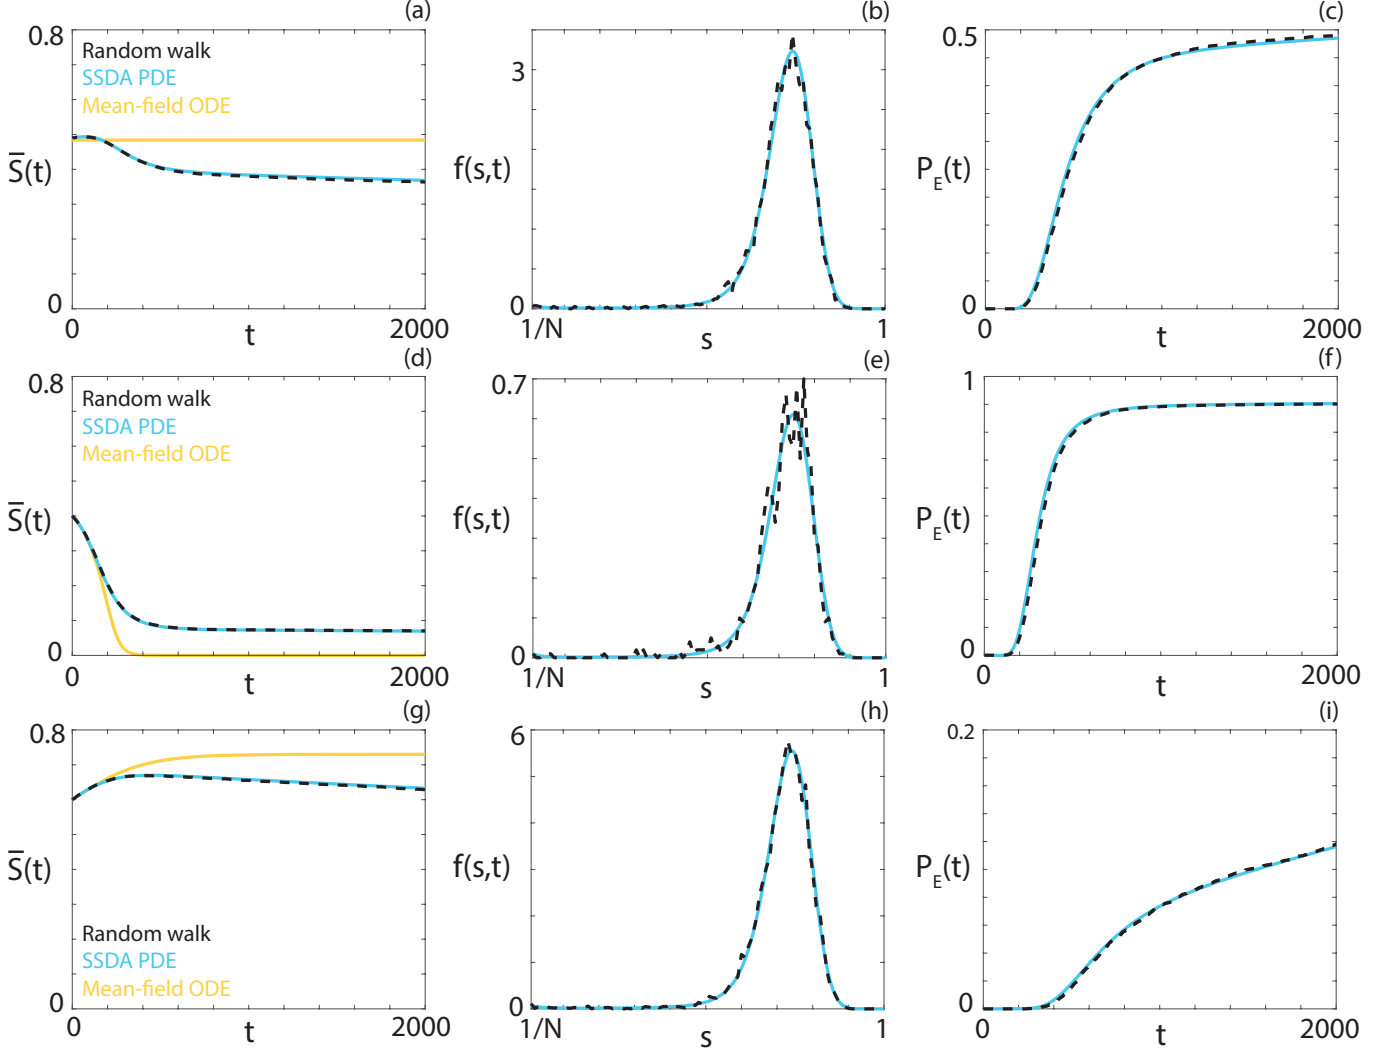 (a)
0.8
Random walk
SSDA PDE
Mean-field ODE
S̅(t)
0
0
t
2000
(b)
3
f(s,t)
0
1/N
s
1
(c)
0.5
P_E(t)
0
0
t
2000
(d)
0.8
Random walk
SSDA PDE
Mean-field ODE
S̅(t)
0
0
t
2000
(e)
0.7
f(s,t)
0
1/N
s
1
(f)
1
P_E(t)
0
0
t
2000
(g)
0.8
S̅(t)
Random walk
SSDA PDE
Mean-field ODE
0
0
t
2000
(h)
6
f(s,t)
0
1/N
s
1
(i)
0.2
P_E(t)
0
0
t
2000